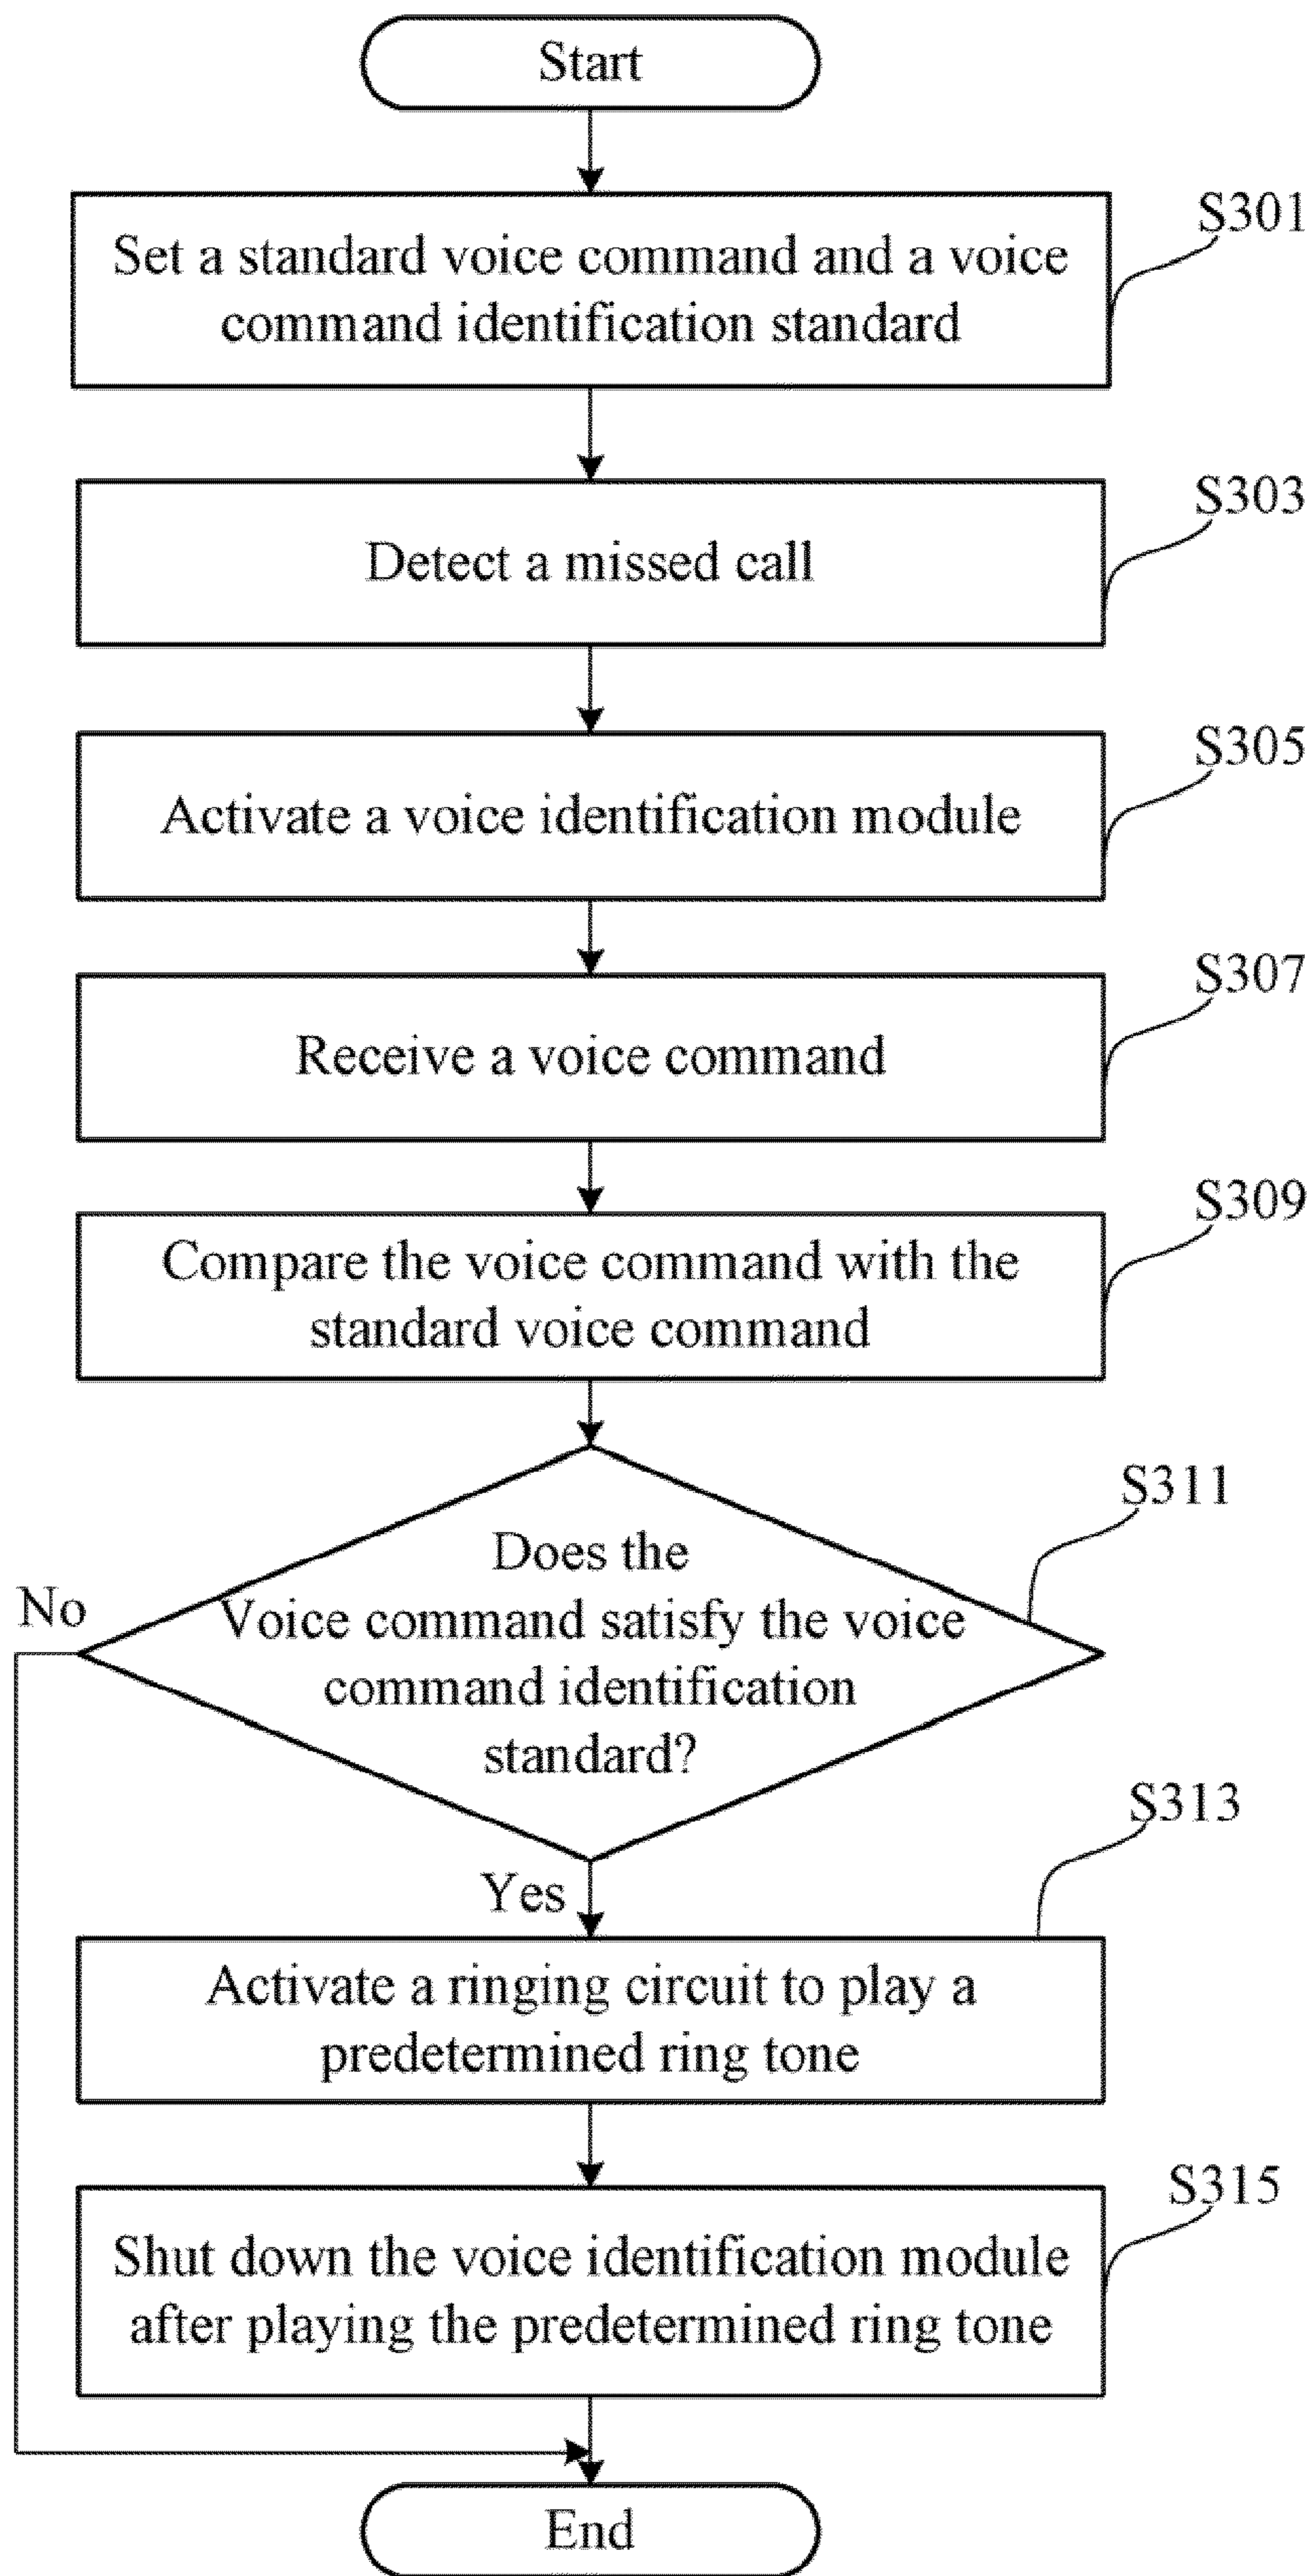 Start
S301
Set a standard voice command and a voice
command identification standard
S303
Detect a missed call
S305
Activate a voice identification module
S307
Receive a voice command
S309
Compare the voice command with the
standard voice command
S311
Does the
Voice command satisfy the voice
command identification
standard?
No
Yes
S313
Activate a ringing circuit to play a
predetermined ring tone
S315
Shut down the voice identification module
after playing the predetermined ring tone
End